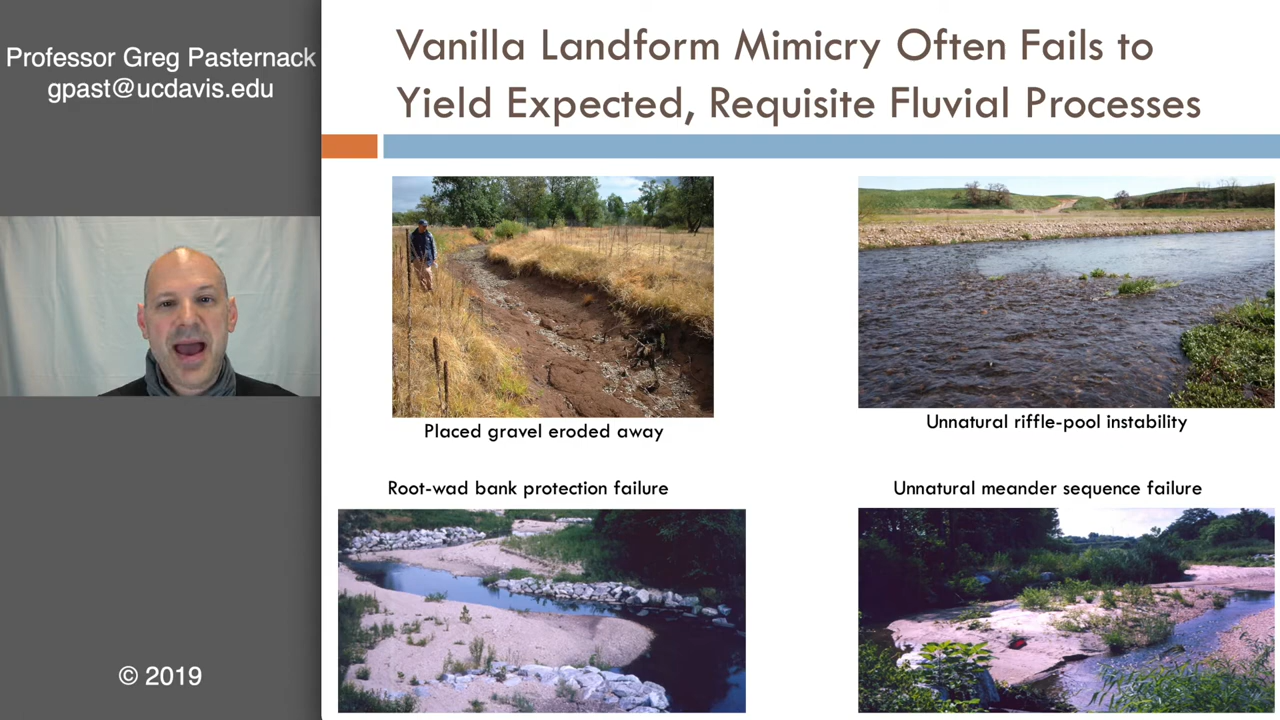 Professor Greg Pasternack
gpast@ucdavis.edu
Vanilla Landform Mimicry Often Fails to
Yield Expected, Requisite Fluvial Processes
Placed gravel eroded away
Unnatural riffle-pool instability
Root-wad bank protection failure
Unnatural meander sequence failure
© 2019